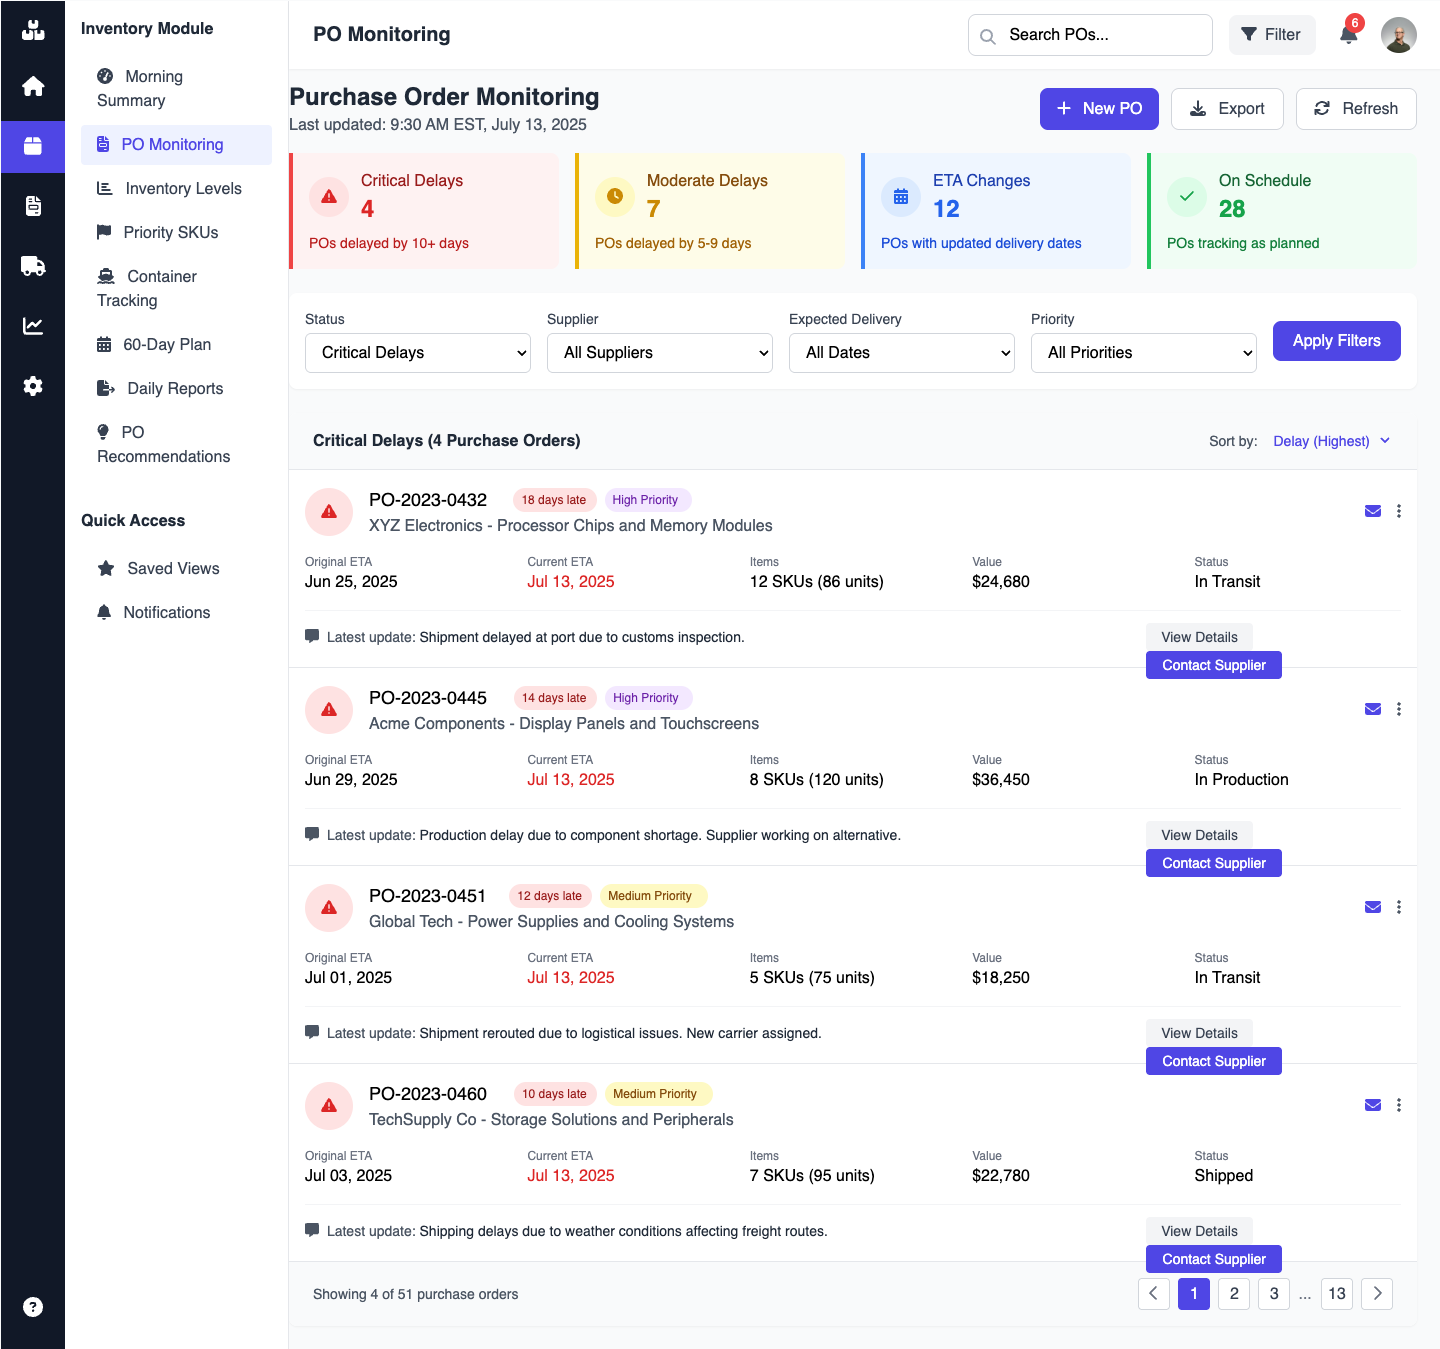 Inventory Module
Morning
Summary
PO Monitoring
Inventory Levels
Priority SKUs
Container
Tracking
60-Day Plan
Daily Reports
PO
Recommendations
Quick Access
Saved Views
Notifications
PO Monitoring
Search POs...
Filter
6
Purchase Order Monitoring
Last updated: 9:30 AM EST, July 13, 2025
New PO
Export
Refresh
Critical Delays
4
POs delayed by 10+ days
Moderate Delays
7
POs delayed by 5-9 days
ETA Changes
12
POs with updated delivery dates
On Schedule
28
POs tracking as planned
Status
Critical Delays
Supplier
All Suppliers
Expected Delivery
All Dates
Priority
All Priorities
Apply Filters
Critical Delays (4 Purchase Orders)
Sort by: Delay (Highest)
PO-2023-0432 18 days late High Priority
XYZ Electronics - Processor Chips and Memory Modules
Original ETA Current ETA Items Value Status
Jun 25, 2025 Jul 13, 2025 12 SKUs (86 units) $24,680 In Transit
Latest update: Shipment delayed at port due to customs inspection.
View Details
Contact Supplier
PO-2023-0445 14 days late High Priority
Acme Components - Display Panels and Touchscreens
Original ETA Current ETA Items Value Status
Jun 29, 2025 Jul 13, 2025 8 SKUs (120 units) $36,450 In Production
Latest update: Production delay due to component shortage. Supplier working on alternative.
View Details
Contact Supplier
PO-2023-0451 12 days late Medium Priority
Global Tech - Power Supplies and Cooling Systems
Original ETA Current ETA Items Value Status
Jul 01, 2025 Jul 13, 2025 5 SKUs (75 units) $18,250 In Transit
Latest update: Shipment rerouted due to logistical issues. New carrier assigned.
View Details
Contact Supplier
PO-2023-0460 10 days late Medium Priority
TechSupply Co - Storage Solutions and Peripherals
Original ETA Current ETA Items Value Status
Jul 03, 2025 Jul 13, 2025 7 SKUs (95 units) $22,780 Shipped
Latest update: Shipping delays due to weather conditions affecting freight routes.
View Details
Contact Supplier
Showing 4 of 51 purchase orders
1 2 3 ... 13